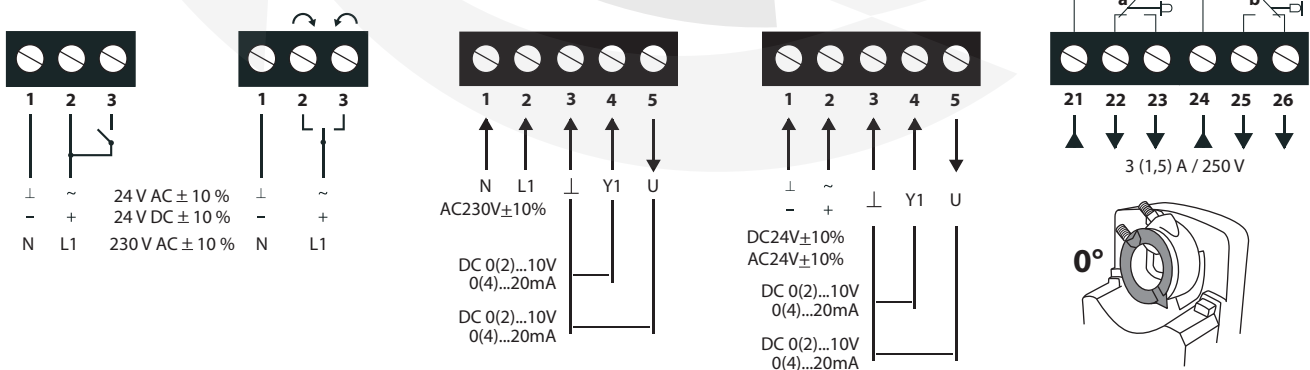 a b
1 2 3
⊥ ~ 24 V AC ± 10 %
– + 24 V DC ± 10 %
N L1 230 V AC ± 10 %
1 2 3
⊥ ~
– +
N L1
1 2 3 4 5
N L1 ⊥ Y1 U
AC230V±10%
DC 0(2)...10V
0(4)...20mA
DC 0(2)...10V
0(4)...20mA
1 2 3 4 5
⊥ ~ ⊥ Y1 U
– +
DC24V±10%
AC24V±10%
DC 0(2)...10V
0(4)...20mA
DC 0(2)...10V
0(4)...20mA
21 22 23 24 25 26
3 (1,5) A / 250 V
0°